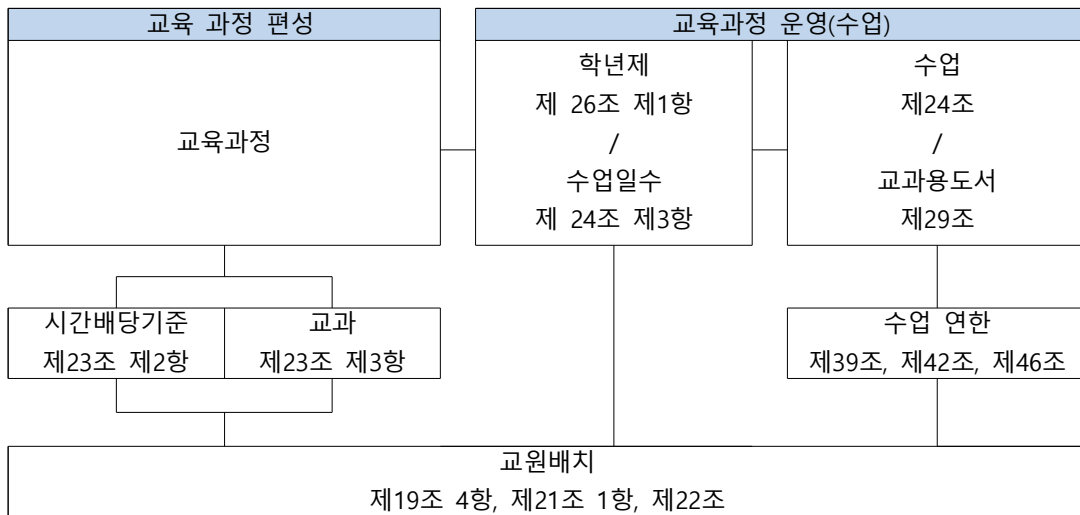 교육 과정 편성
교육과정
시간배당기준
제23조 제2항
교과
제23조 제3항
교육과정 운영(수업)
학년제
제 26조 제1항
/
수업일수
제 24조 제3항
수업
제24조
/
교과용도서
제29조
수업 연한
제39조, 제42조, 제46조
교원배치
제19조 4항, 제21조 1항, 제22조